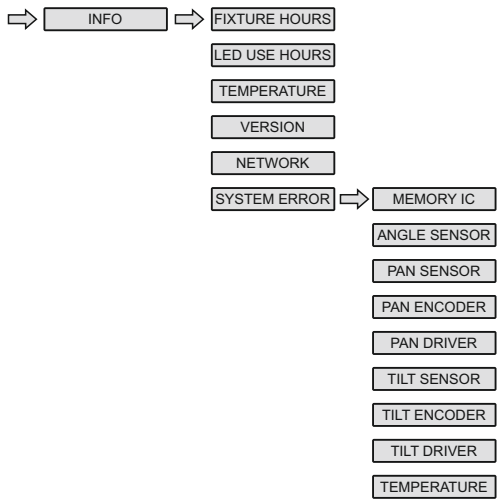 INFO
FIXTURE HOURS
LED USE HOURS
TEMPERATURE
VERSION
NETWORK
SYSTEM ERROR
MEMORY IC
ANGLE SENSOR
PAN SENSOR
PAN ENCODER
PAN DRIVER
TILT SENSOR
TILT ENCODER
TILT DRIVER
TEMPERATURE